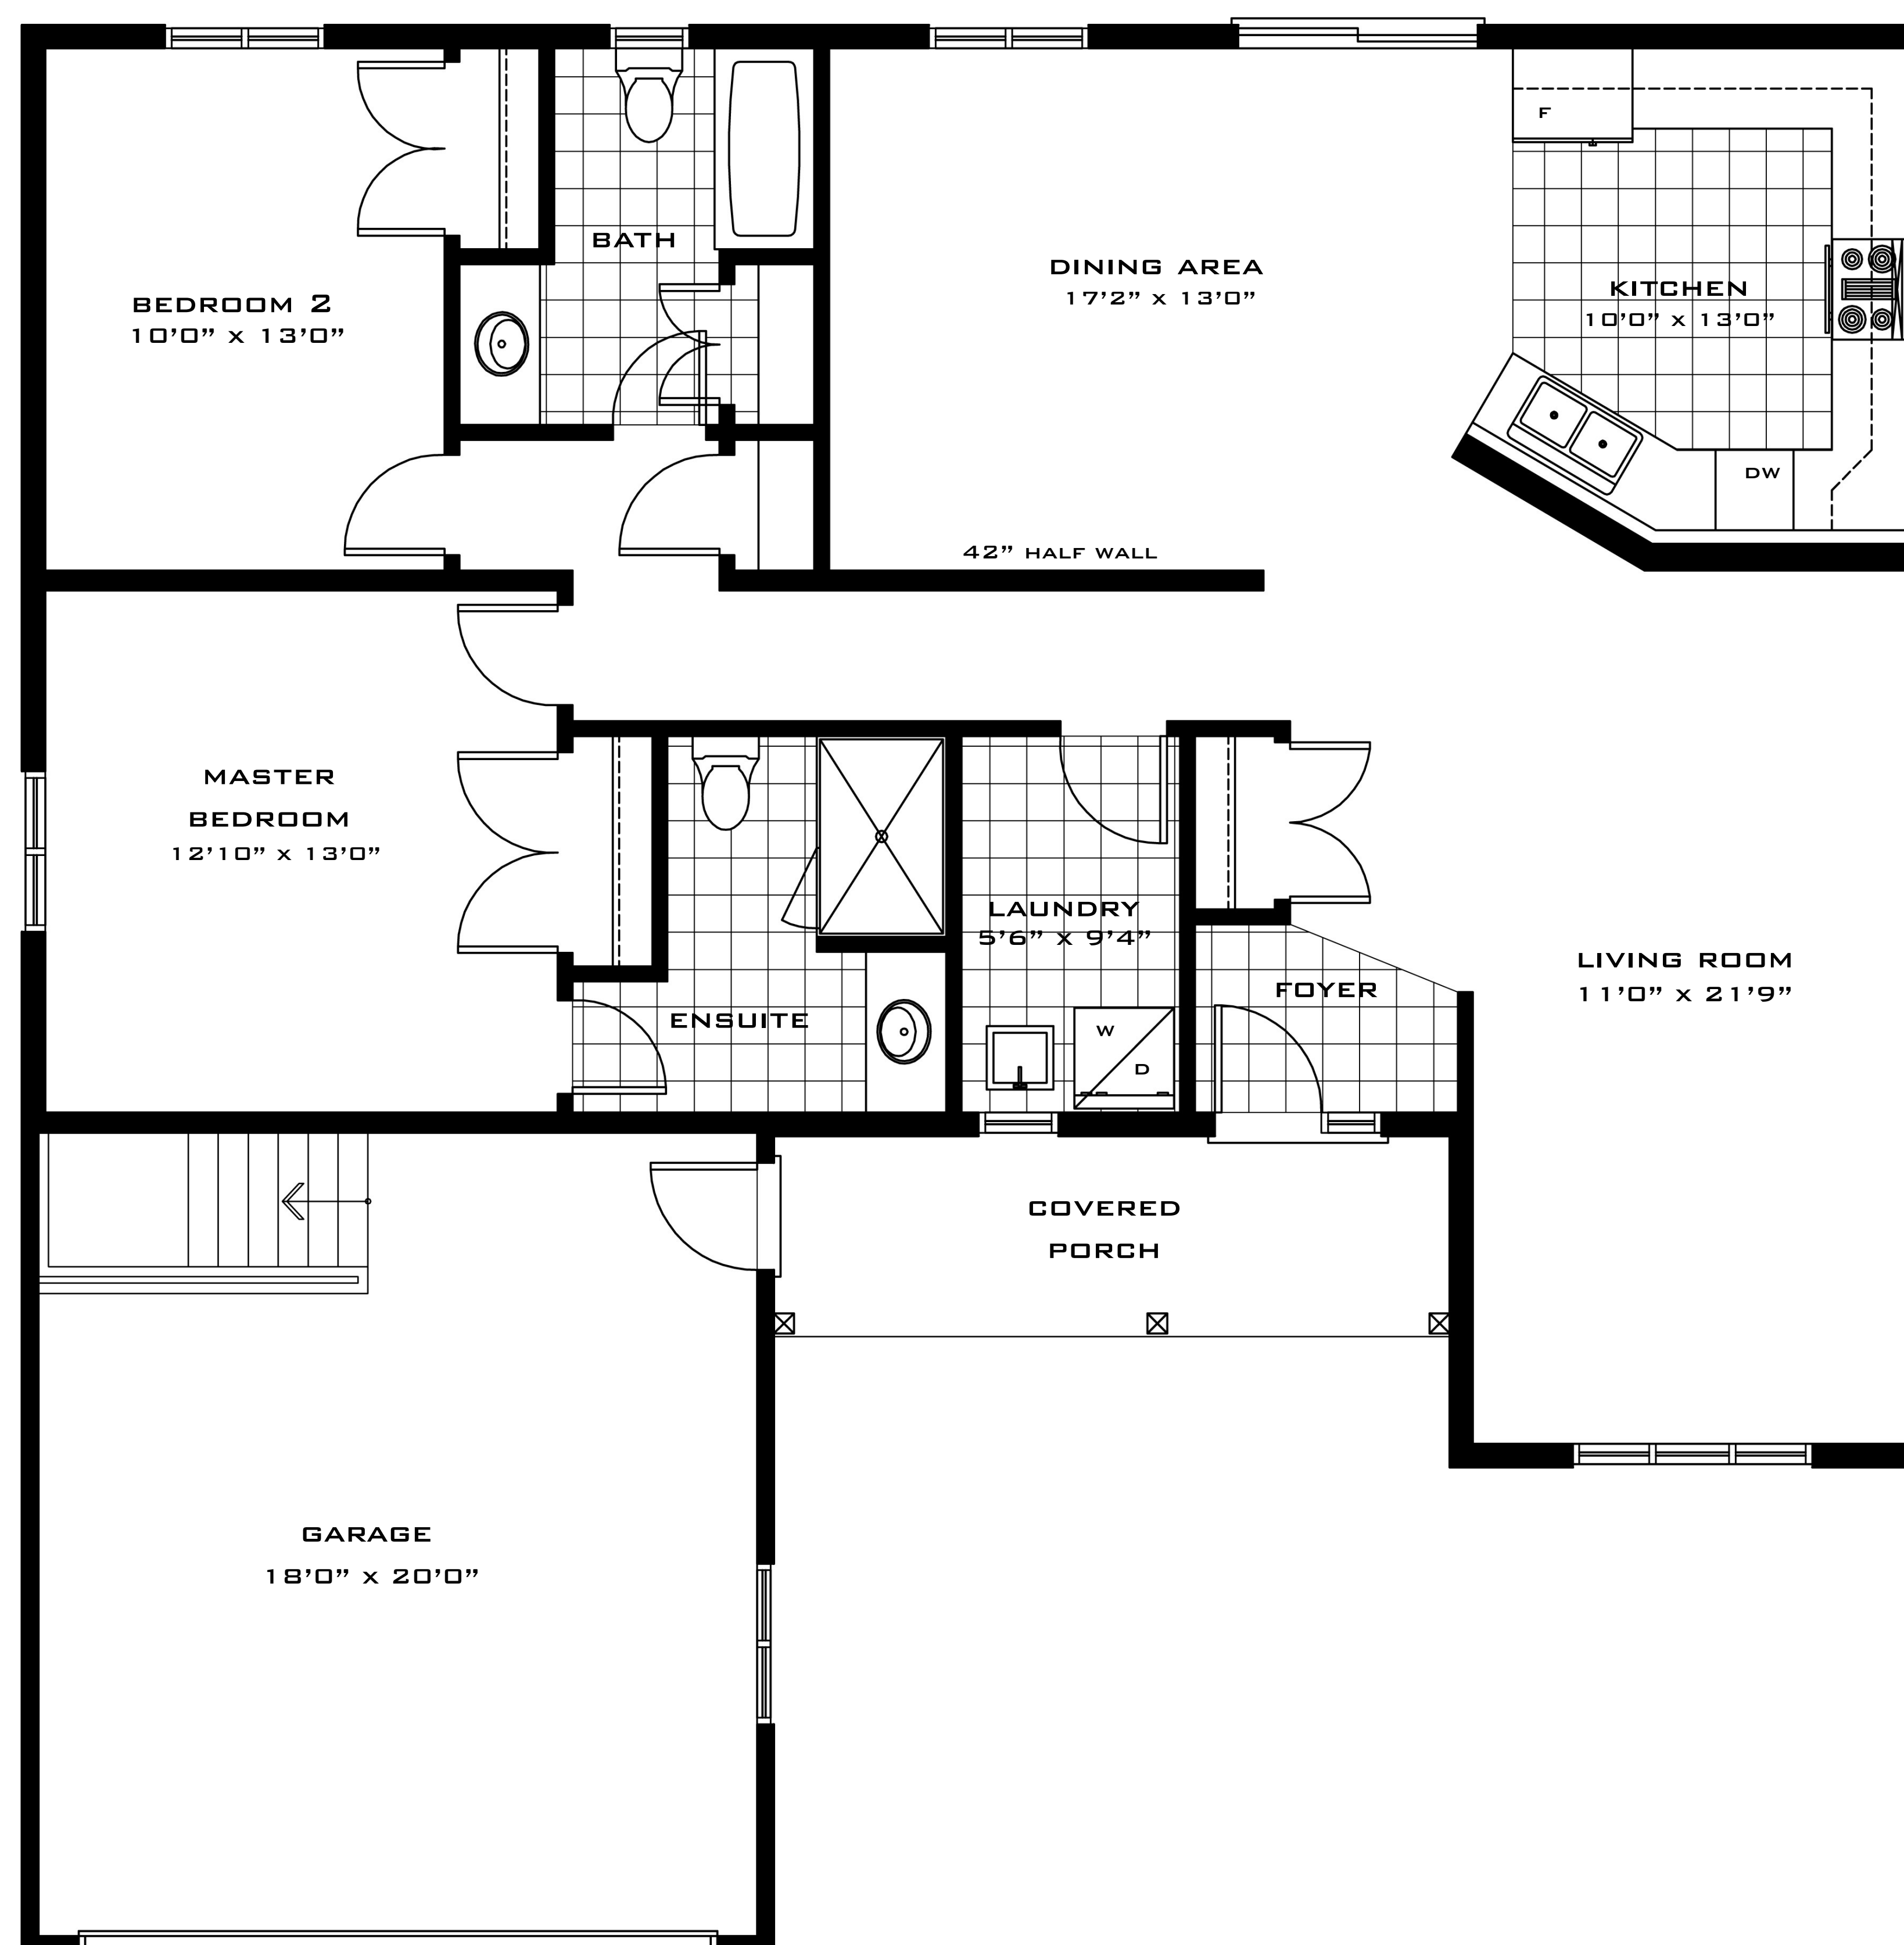 F
BATH
DINING AREA
17’2” x 13’0”
KITCHEN
10’0” x 13’0”
BEDROOM 2
10’0” x 13’0”
DW
42” HALF WALL
MASTER
BEDROOM
12’10” x 13’0”
LAUNDRY
5’6” x 9’4”
LIVING ROOM
11’0” x 21’9”
FOYER
ENSUITE
W
D
COVERED
PORCH
GARAGE
18’0” x 20’0”